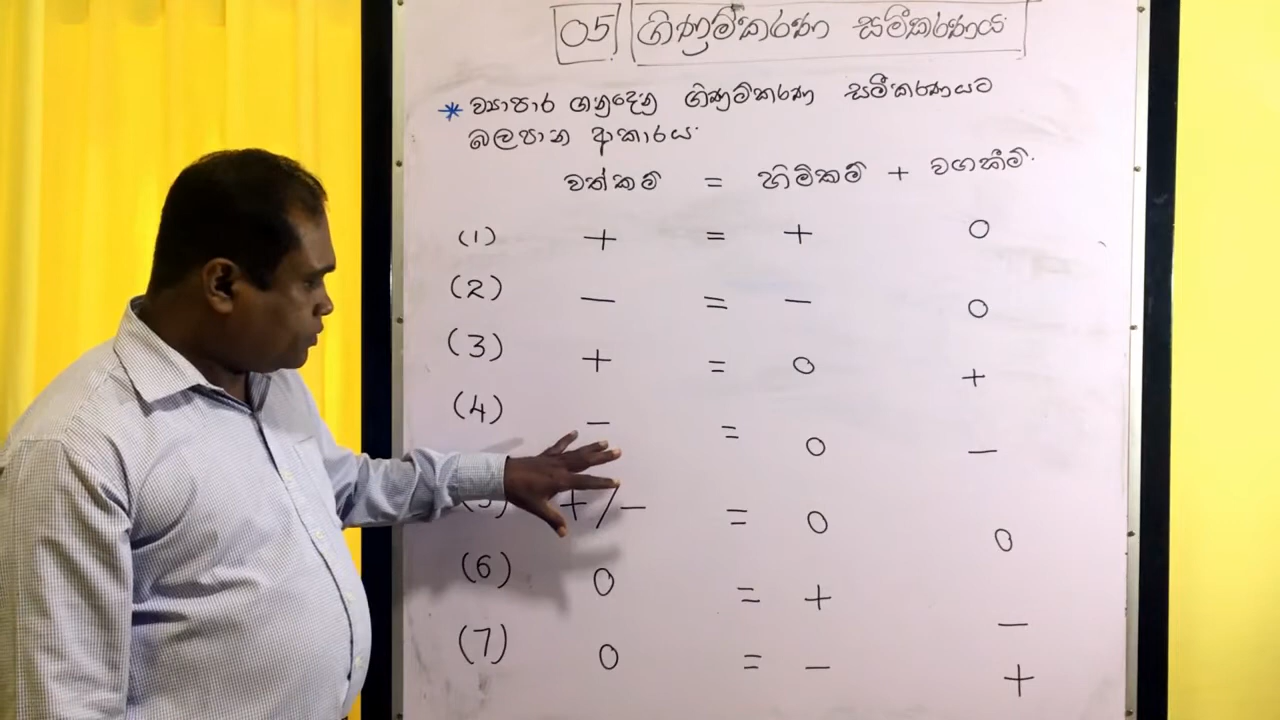 05 ගිණුම්කරණ සමීකරණය
* ව්‍යාපාර ගනුදෙනු ගිණුම්කරණ සමීකරණයට
බලපාන ආකාරය.
වත්කම් = හිමිකම් + වගකීම්.
(1) + = + 0
(2) — = — 0
(3) + = 0 +
(4) — = 0 —
(5) +/— = 0 0
(6) 0 = + —
(7) 0 = — +